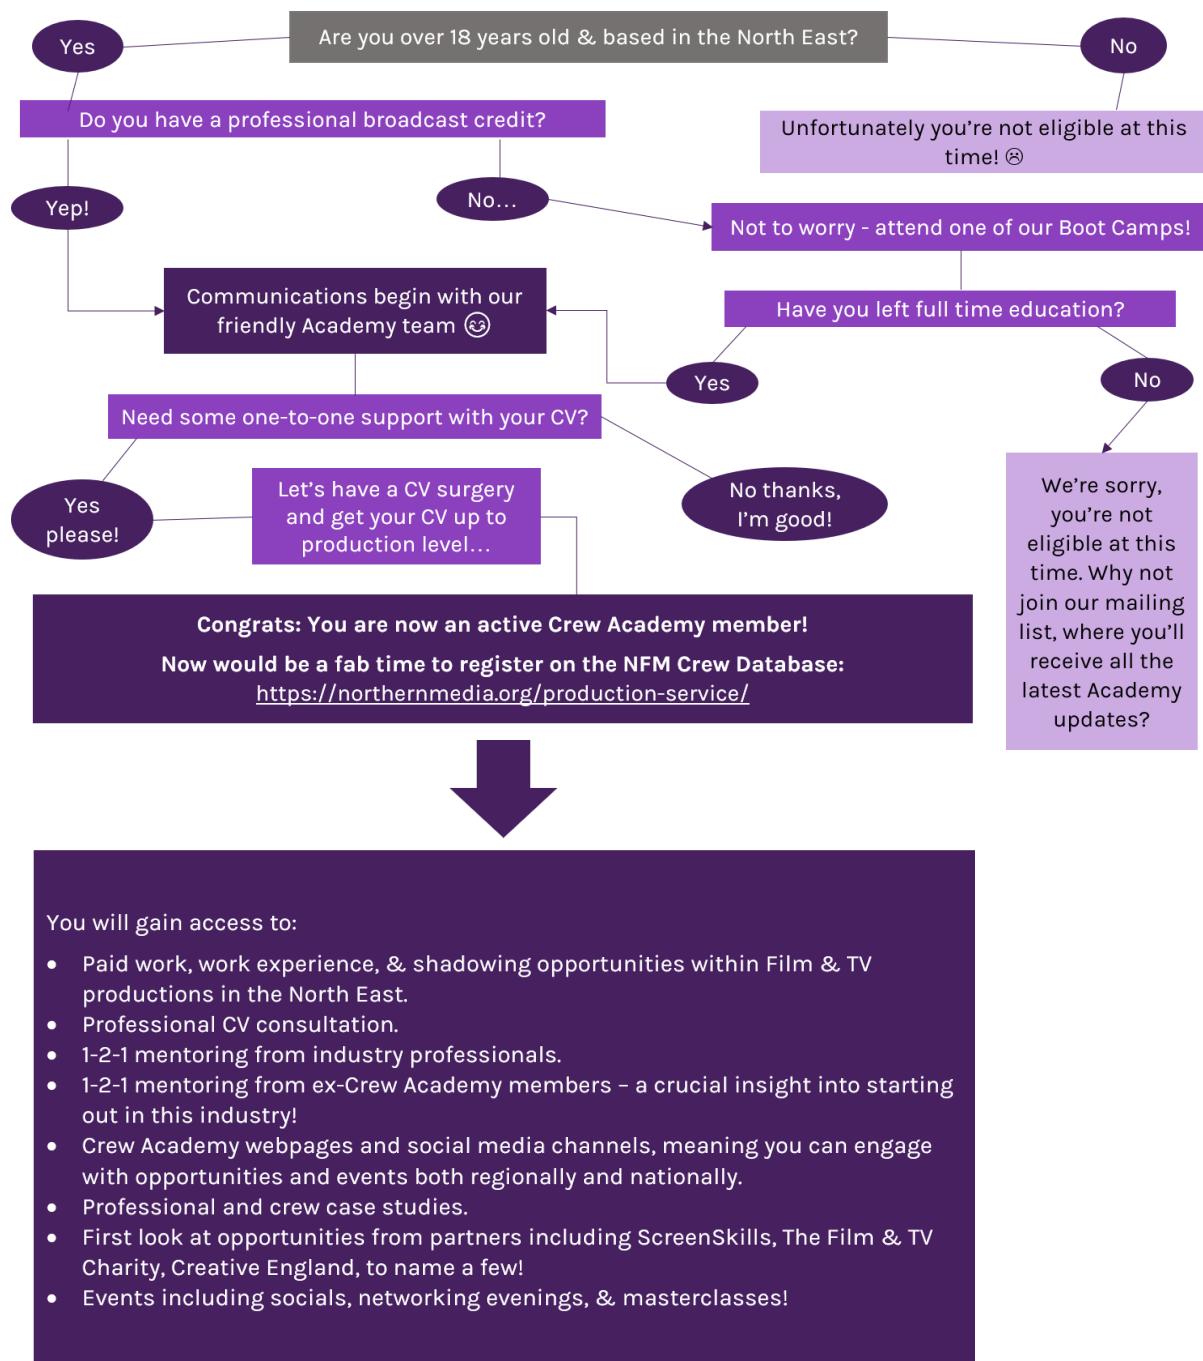 Are you over 18 years old & based in the North East?
Yes
No
Do you have a professional broadcast credit?
Unfortunately you’re not eligible at this
time! ☹
Yep!
No...
Not to worry - attend one of our Boot Camps!
Communications begin with our
friendly Academy team 😊
Have you left full time education?
Yes
No
Need some one-to-one support with your CV?
Yes
please!
Let’s have a CV surgery
and get your CV up to
production level...
No thanks,
I’m good!
We’re sorry,
you’re not
eligible at this
time. Why not
join our mailing
list, where you’ll
receive all the
latest Academy
updates?
Congrats: You are now an active Crew Academy member!
Now would be a fab time to register on the NFM Crew Database:
https://northernmedia.org/production-service/
You will gain access to:
• Paid work, work experience, & shadowing opportunities within Film & TV
productions in the North East.
• Professional CV consultation.
• 1-2-1 mentoring from industry professionals.
• 1-2-1 mentoring from ex-Crew Academy members – a crucial insight into starting
out in this industry!
• Crew Academy webpages and social media channels, meaning you can engage
with opportunities and events both regionally and nationally.
• Professional and crew case studies.
• First look at opportunities from partners including ScreenSkills, The Film & TV
Charity, Creative England, to name a few!
• Events including socials, networking evenings, & masterclasses!